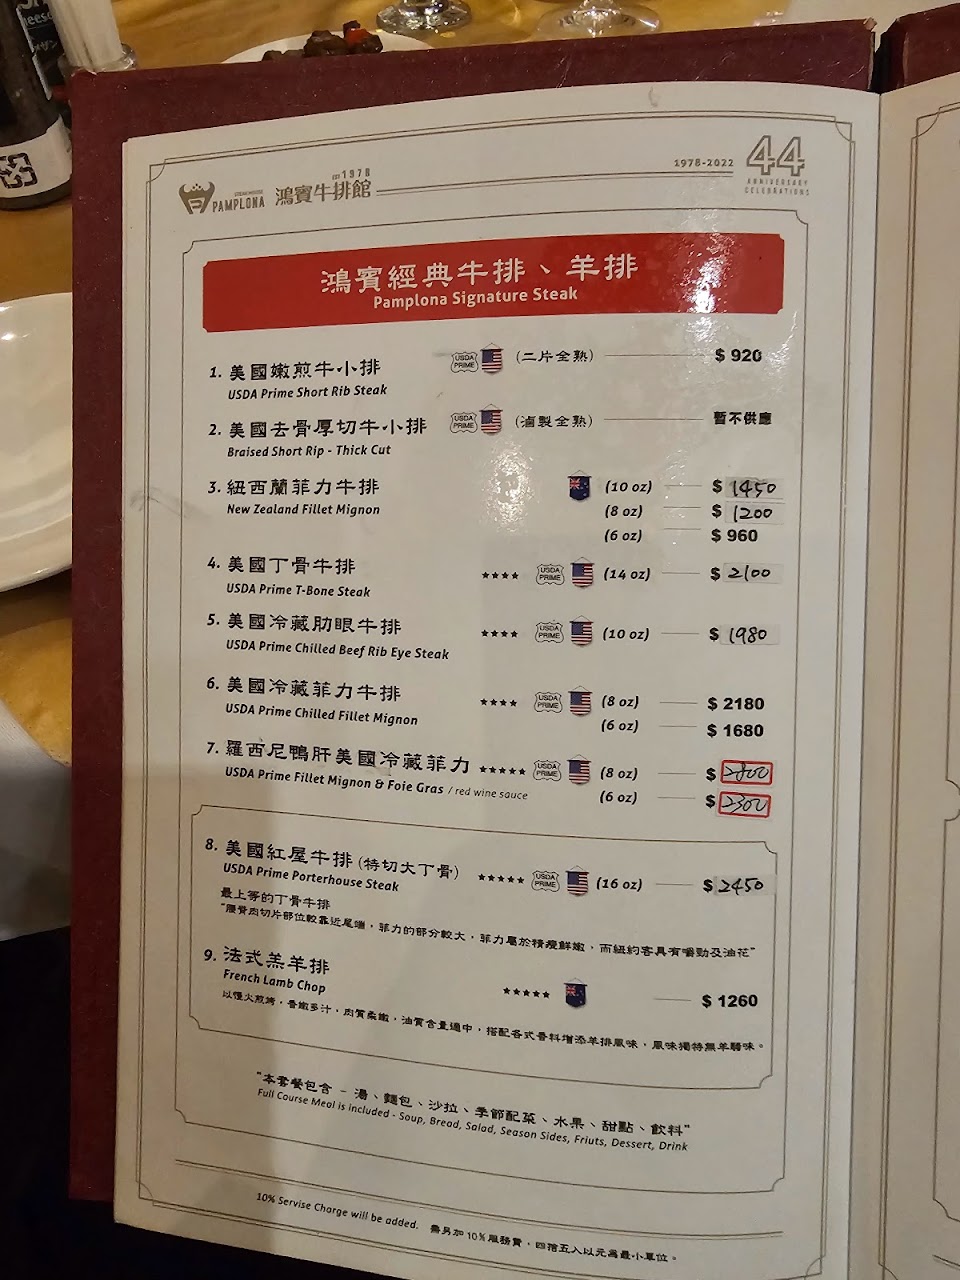 STEAK HOUSE
PAMPLONA
EST 1978
鴻賓牛排館
1978-2022
44
ANNIVERSARY
CELEBRATIONS
鴻賓經典牛排、羊排
Pamplona Signature Steak
1. 美國嫩煎牛小排 USDA PRIME (二片全熟) $ 920
USDA Prime Short Rib Steak
2. 美國去骨厚切牛小排 USDA PRIME (滷製全熟) 暫不供應
Braised Short Rip - Thick Cut
3. 紐西蘭菲力牛排 (10 oz) $ 1450
New Zealand Fillet Mignon (8 oz) $ 1200
(6 oz) $ 960
4. 美國丁骨牛排 ★★★★ USDA PRIME (14 oz) $ 2100
USDA Prime T-Bone Steak
5. 美國冷藏肋眼牛排 ★★★★ USDA PRIME (10 oz) $ 1980
USDA Prime Chilled Beef Rib Eye Steak
6. 美國冷藏菲力牛排 ★★★★ USDA PRIME (8 oz) $ 2180
USDA Prime Chilled Fillet Mignon (6 oz) $ 1680
7. 羅西尼鴨肝美國冷藏菲力 ★★★★★ USDA PRIME (8 oz) $ 2800
USDA Prime Fillet Mignon & Foie Gras / red wine sauce (6 oz) $ 2300
8. 美國紅屋牛排 (特切大丁骨) ★★★★★ USDA PRIME (16 oz) $ 2450
USDA Prime Porterhouse Steak
最上等的丁骨牛排
"腰脊肉切片部位較靠近尾端，菲力的部分較大，菲力屬於精瘦鮮嫩，而紐約客具有嚼勁及油花"
9. 法式羔羊排 ★★★★★ $ 1260
French Lamb Chop
以慢火煎烤，香嫩多汁，肉質柔嫩，油質含量適中，搭配各式香料增添羊排風味，風味獨特無羊騷味。
"本套餐包含 - 湯、麵包、沙拉、季節配菜、水果、甜點、飲料"
Full Course Meal is included - Soup, Bread, Salad, Season Sides, Friuts, Dessert, Drink
10% Servise Charge will be added. 需另加10%服務費，四捨五入以元為最小單位。